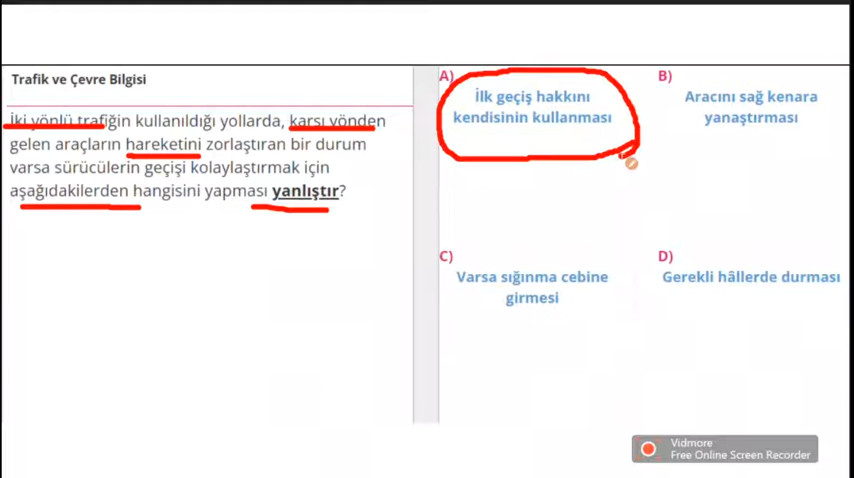 Trafik ve Çevre Bilgisi
İki yönlü trafiğin kullanıldığı yollarda, karşı yönden
gelen araçların hareketini zorlaştıran bir durum
varsa sürücülerin geçişi kolaylaştırmak için
aşağıdakilerden hangisini yapması yanlıştır?
A)
İlk geçiş hakkını
kendisinin kullanması
B)
Aracını sağ kenara
yanaştırması
C)
Varsa sığınma cebine
girmesi
D)
Gerekli hâllerde durması
Vidmore
Free Online Screen Recorder